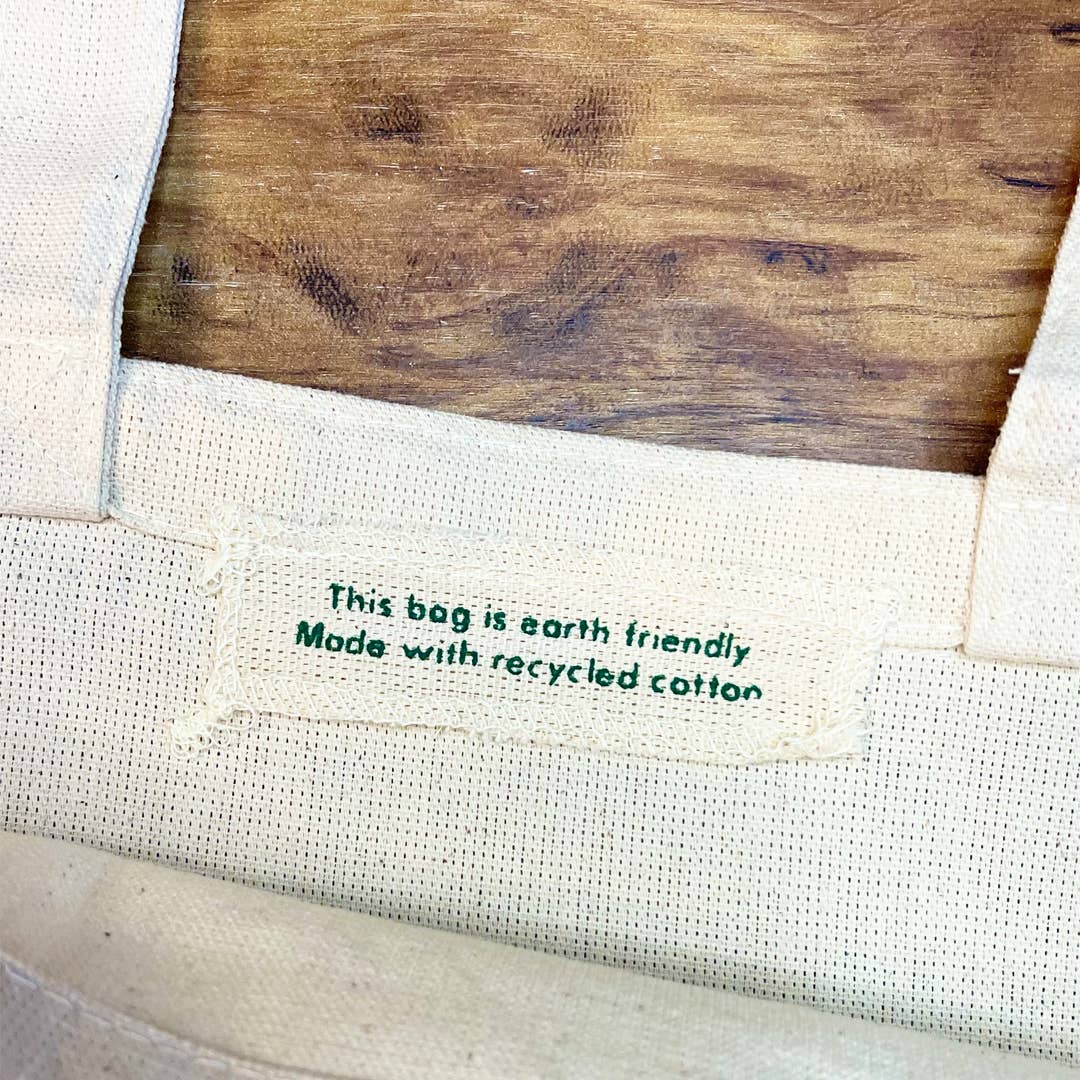 This bag is earth friendly
Made with recycled cotton